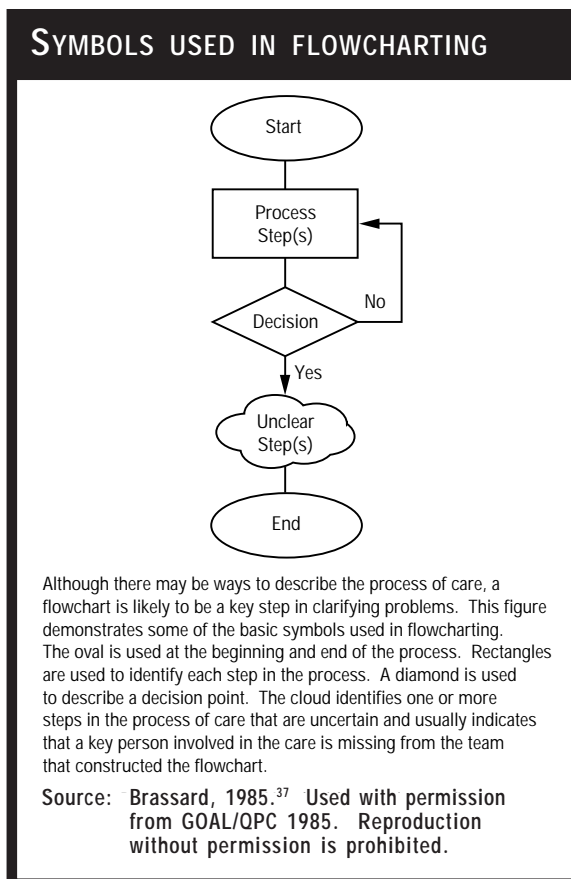 SYMBOLS USED IN FLOWCHARTING
Start
Process
Step(s)
No
Decision
Yes
Unclear
Step(s)
End
Although there may be ways to describe the process of care, a
flowchart is likely to be a key step in clarifying problems. This figure
demonstrates some of the basic symbols used in flowcharting.
The oval is used at the beginning and end of the process. Rectangles
are used to identify each step in the process. A diamond is used
to describe a decision point. The cloud identifies one or more
steps in the process of care that are uncertain and usually indicates
that a key person involved in the care is missing from the team
that constructed the flowchart.
Source: Brassard, 1985.³⁷ Used with permission
from GOAL/QPC 1985. Reproduction
without permission is prohibited.